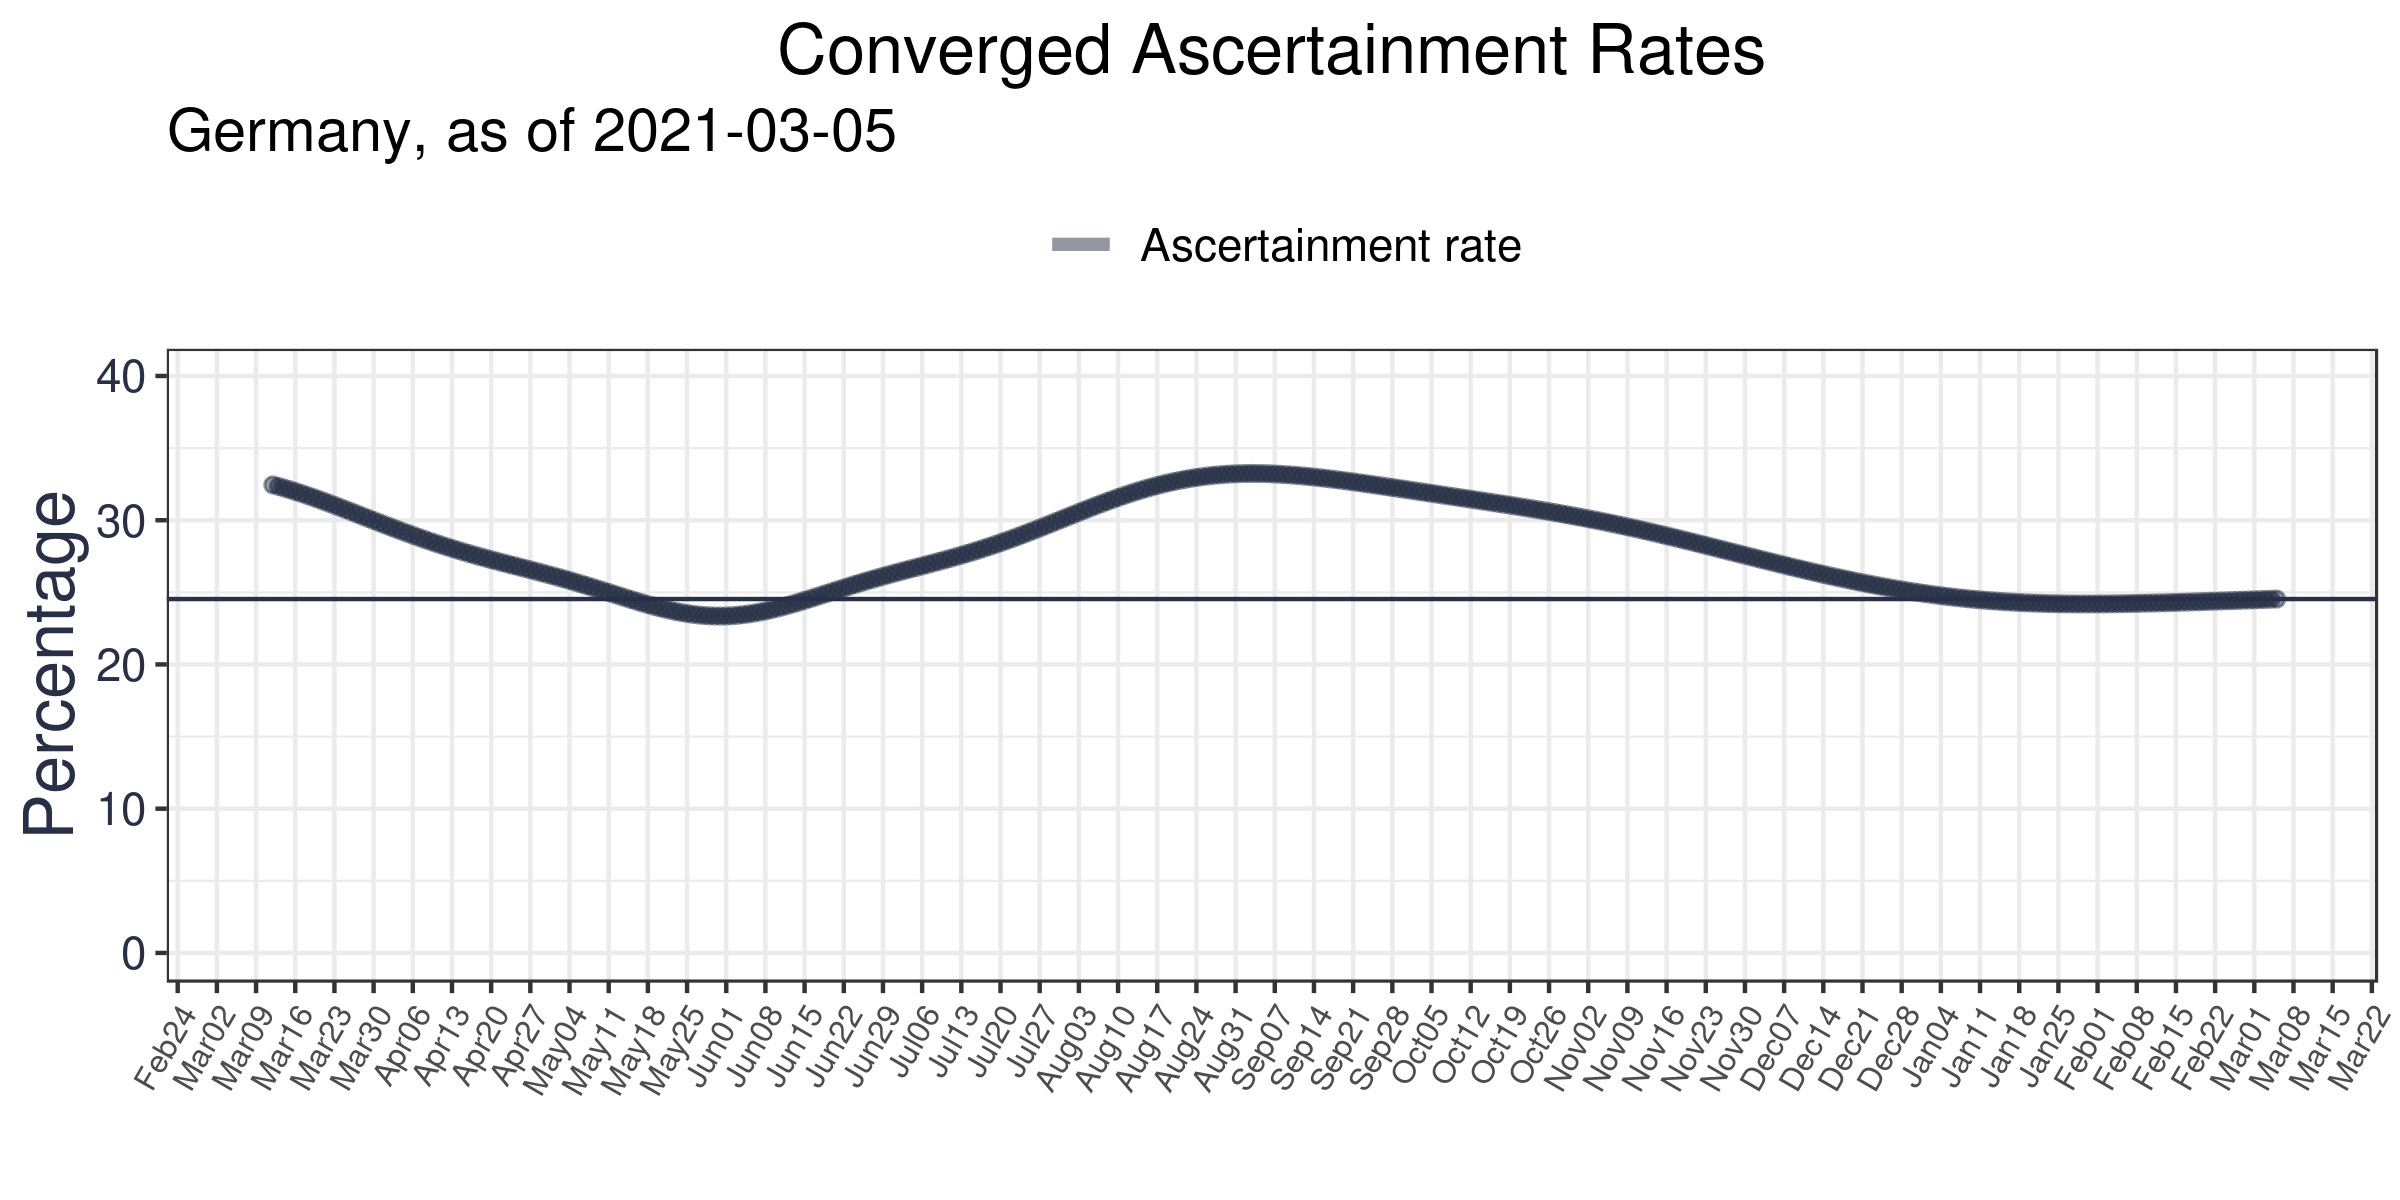 Converged Ascertainment Rates
Germany, as of 2021-03-05
Ascertainment rate
Percentage
40
30
20
10
0
Feb24 Mar02 Mar09 Mar16 Mar23 Mar30 Apr06 Apr13 Apr20 Apr27 May04 May11 May18 May25 Jun01 Jun08 Jun15 Jun22 Jun29 Jul06 Jul13 Jul20 Jul27 Aug03 Aug10 Aug17 Aug24 Aug31 Sep07 Sep14 Sep21 Sep28 Oct05 Oct12 Oct19 Oct26 Nov02 Nov09 Nov16 Nov23 Nov30 Dec07 Dec14 Dec21 Dec28 Jan04 Jan11 Jan18 Jan25 Feb01 Feb08 Feb15 Feb22 Mar01 Mar08 Mar15 Mar22